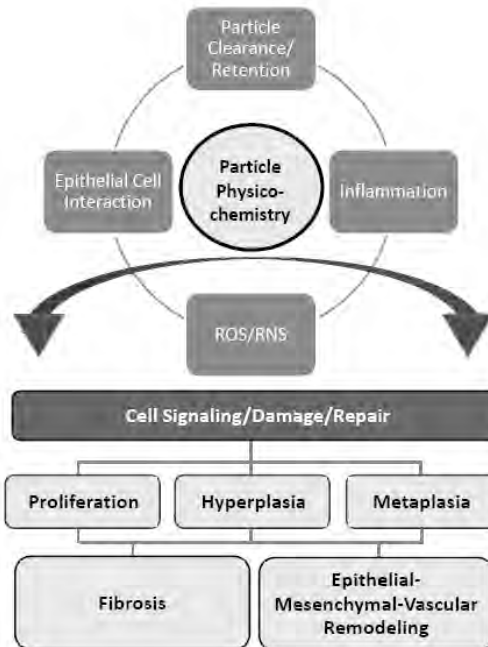 Particle
Clearance/
Retention
Epithelial Cell
Interaction
Particle
Physico-
chemistry
Inflammation
ROS/RNS
Cell Signaling/Damage/Repair
Proliferation
Hyperplasia
Metaplasia
Fibrosis
Epithelial-
Mesenchymal-Vascular
Remodeling